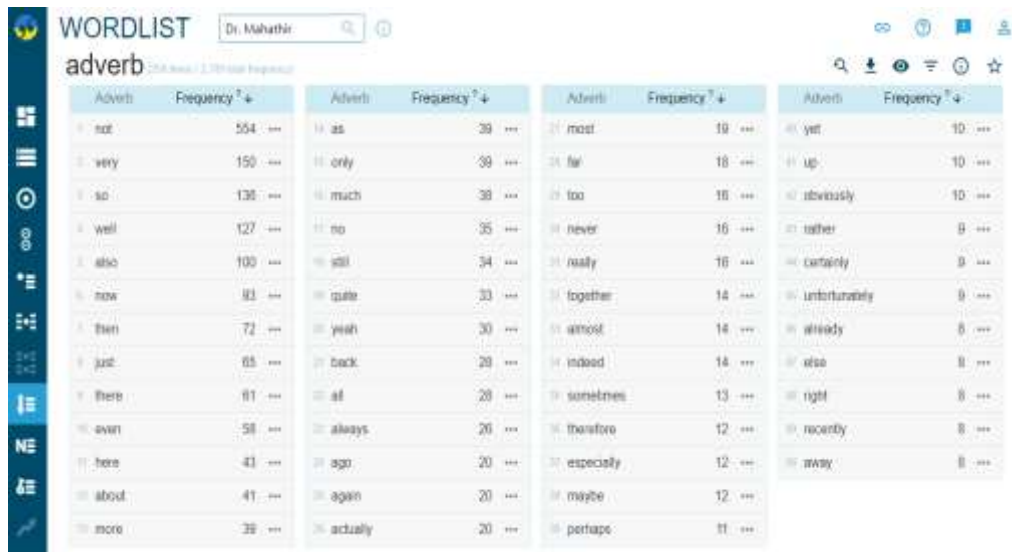 WORDLIST Dr. Mahathir
adverb
Adverb Frequency ?
not 554
very 150
so 136
well 127
also 100
now 83
then 72
just 65
there 61
even 58
here 43
about 41
more 39
Adverb Frequency ?
as 39
only 39
much 38
no 35
still 34
quite 33
yeah 30
back 28
all 28
always 26
ago 20
again 20
actually 20
Adverb Frequency ?
most 19
far 18
too 16
never 16
really 16
together 14
almost 14
indeed 14
sometimes 13
therefore 12
especially 12
maybe 12
perhaps 11
Adverb Frequency ?
yet 10
up 10
obviously 10
rather 9
certainly 9
unfortunately 9
already 8
else 8
right 8
recently 8
away 8
NE